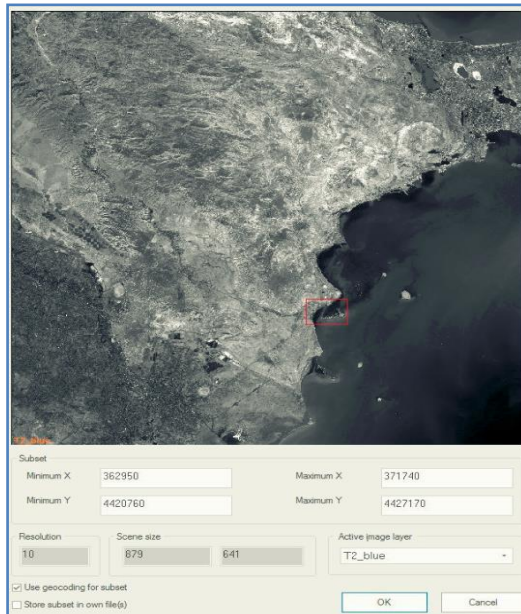 T2_blue
Subset
Minimum X 362950 Maximum X 371740
Minimum Y 4420760 Maximum Y 4427170
Resolution Scene size Active image layer
10 879 641 T2_blue
Use geocoding for subset
Store subset in own file(s)
OK Cancel